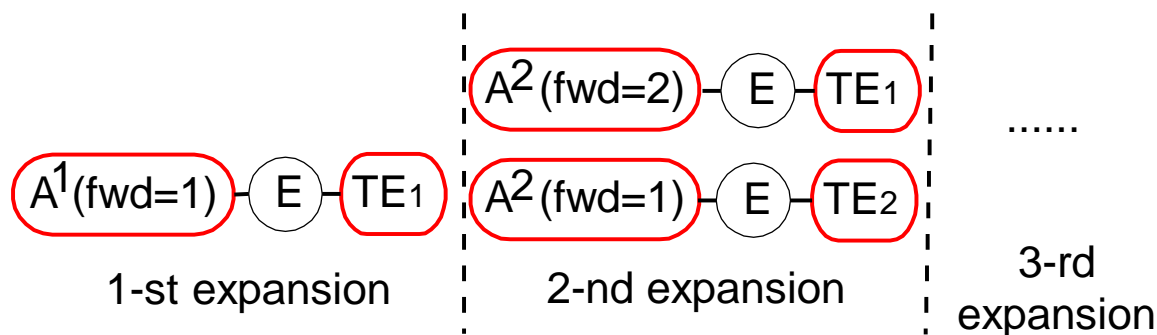 A¹(fwd=1) E TE₁
1-st expansion
A²(fwd=2) E TE₁
A²(fwd=1) E TE₂
2-nd expansion
......
3-rd
expansion